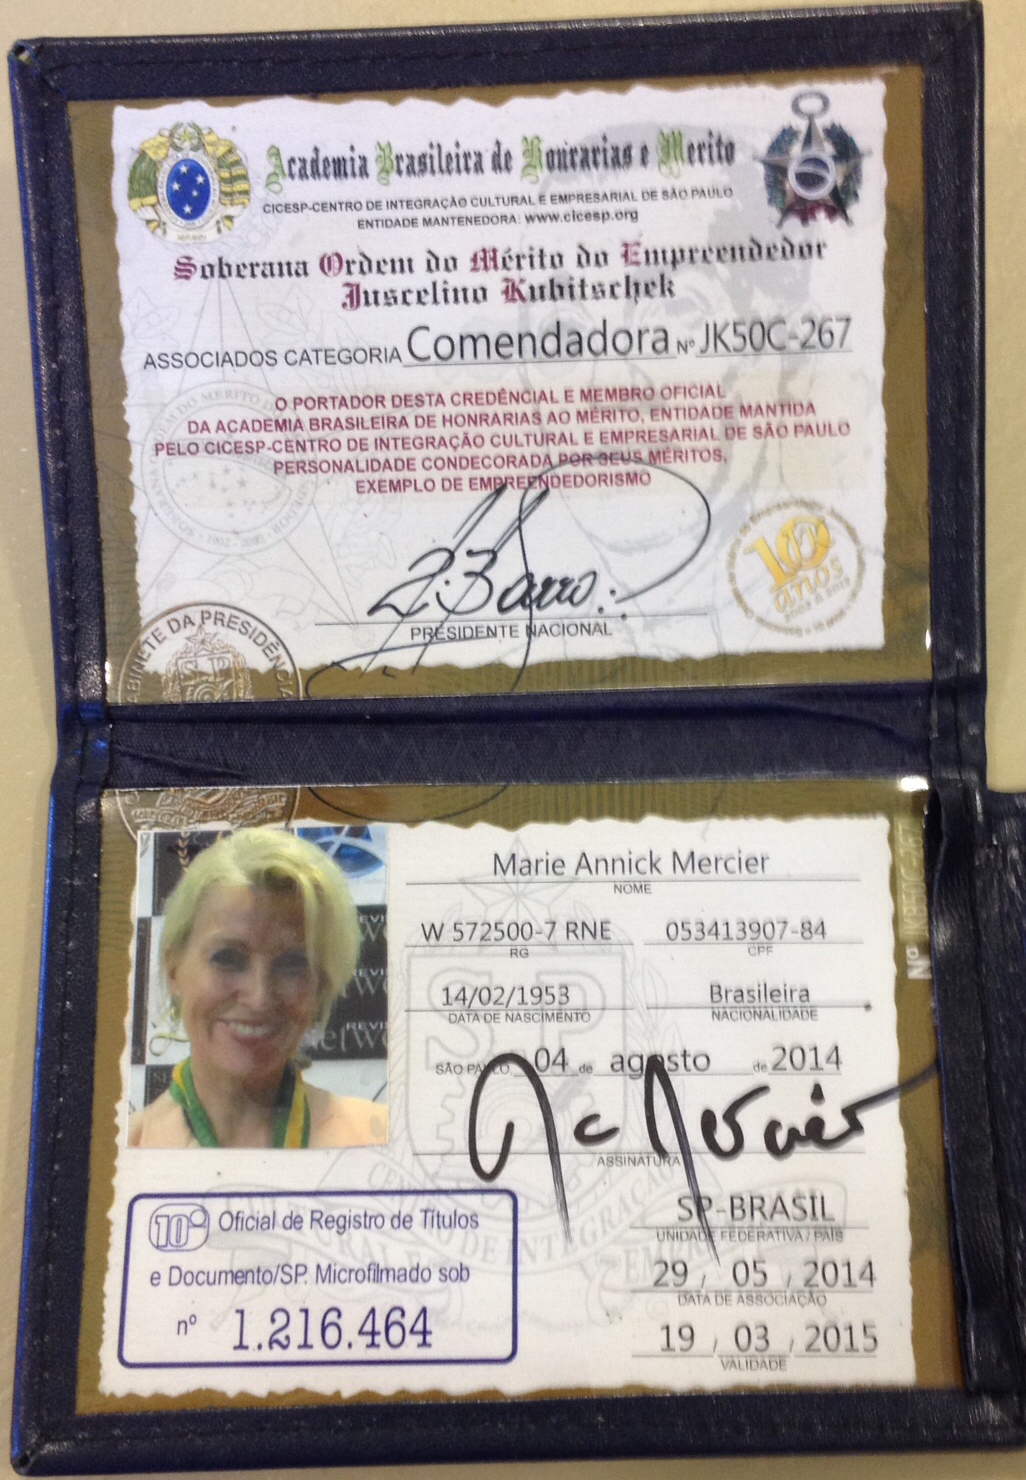 Academia Brasileira de Honrarias e Merito
CICESP-CENTRO DE INTEGRAÇÃO CULTURAL E EMPRESARIAL DE SÃO PAULO
ENTIDADE MANTENEDORA: www.cicesp.org
Soberana Ordem do Mérito do Empreendedor
Juscelino Kubitschek
ASSOCIADOS CATEGORIA Comendadora Nº JK50C-267
O PORTADOR DESTA CREDÊNCIAL E MEMBRO OFICIAL
DA ACADEMIA BRASILEIRA DE HONRARIAS AO MÉRITO, ENTIDADE MANTIDA
PELO CICESP-CENTRO DE INTEGRAÇÃO CULTURAL E EMPRESARIAL DE SÃO PAULO
PERSONALIDADE CONDECORADA POR SEUS MÉRITOS,
EXEMPLO DE EMPREENDEDORISMO
10 anos
PRESIDENTE NACIONAL
GABINETE DA PRESIDÊNCIA
SP
Marie Annick Mercier
NOME
W 572500-7 RNE 053413907-84
RG CPF
14/02/1953 Brasileira
DATA DE NASCIMENTO NACIONALIDADE
SÃO PAULO 04 de agosto de 2014
ASSINATURA
SP-BRASIL
UNIDADE FEDERATIVA / PAÍS
29 / 05 / 2014
DATA DE ASSOCIAÇÃO
19 / 03 / 2015
VALIDADE
10º Oficial de Registro de Títulos
e Documento/SP. Microfilmado sob
nº 1.216.464
Nº JK50C-267